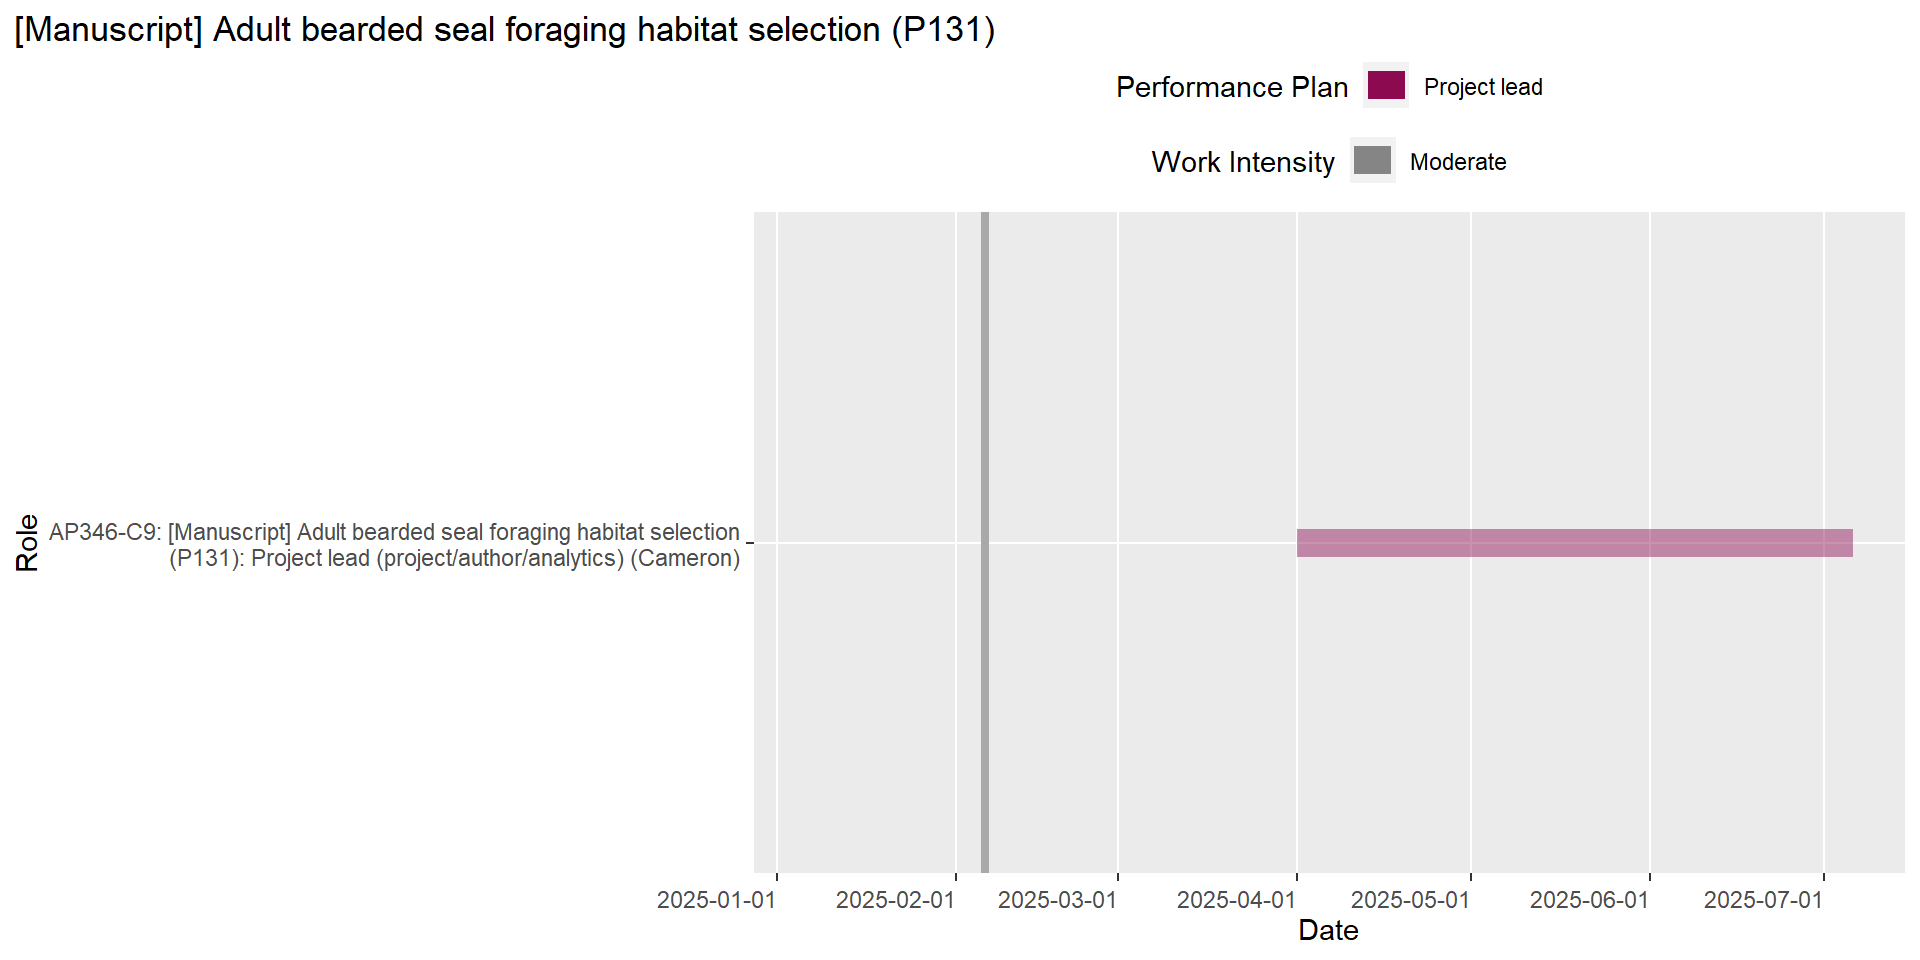 [Manuscript] Adult bearded seal foraging habitat selection (P131)
Performance Plan Project lead
Work Intensity Moderate
Role
AP346-C9: [Manuscript] Adult bearded seal foraging habitat selection
(P131): Project lead (project/author/analytics) (Cameron)
2025-01-01 2025-02-01 2025-03-01 2025-04-01 2025-05-01 2025-06-01 2025-07-01
Date